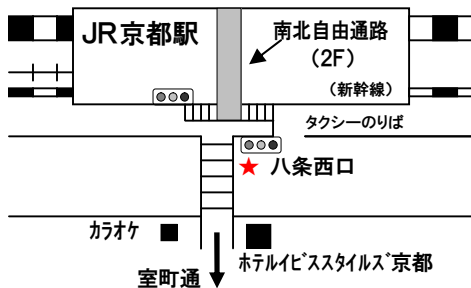 JR京都駅
南北自由通路
(2F)
(新幹線)
タクシーのりば
八条西口
カラオケ
ホテルイビススタイルズ京都
室町通